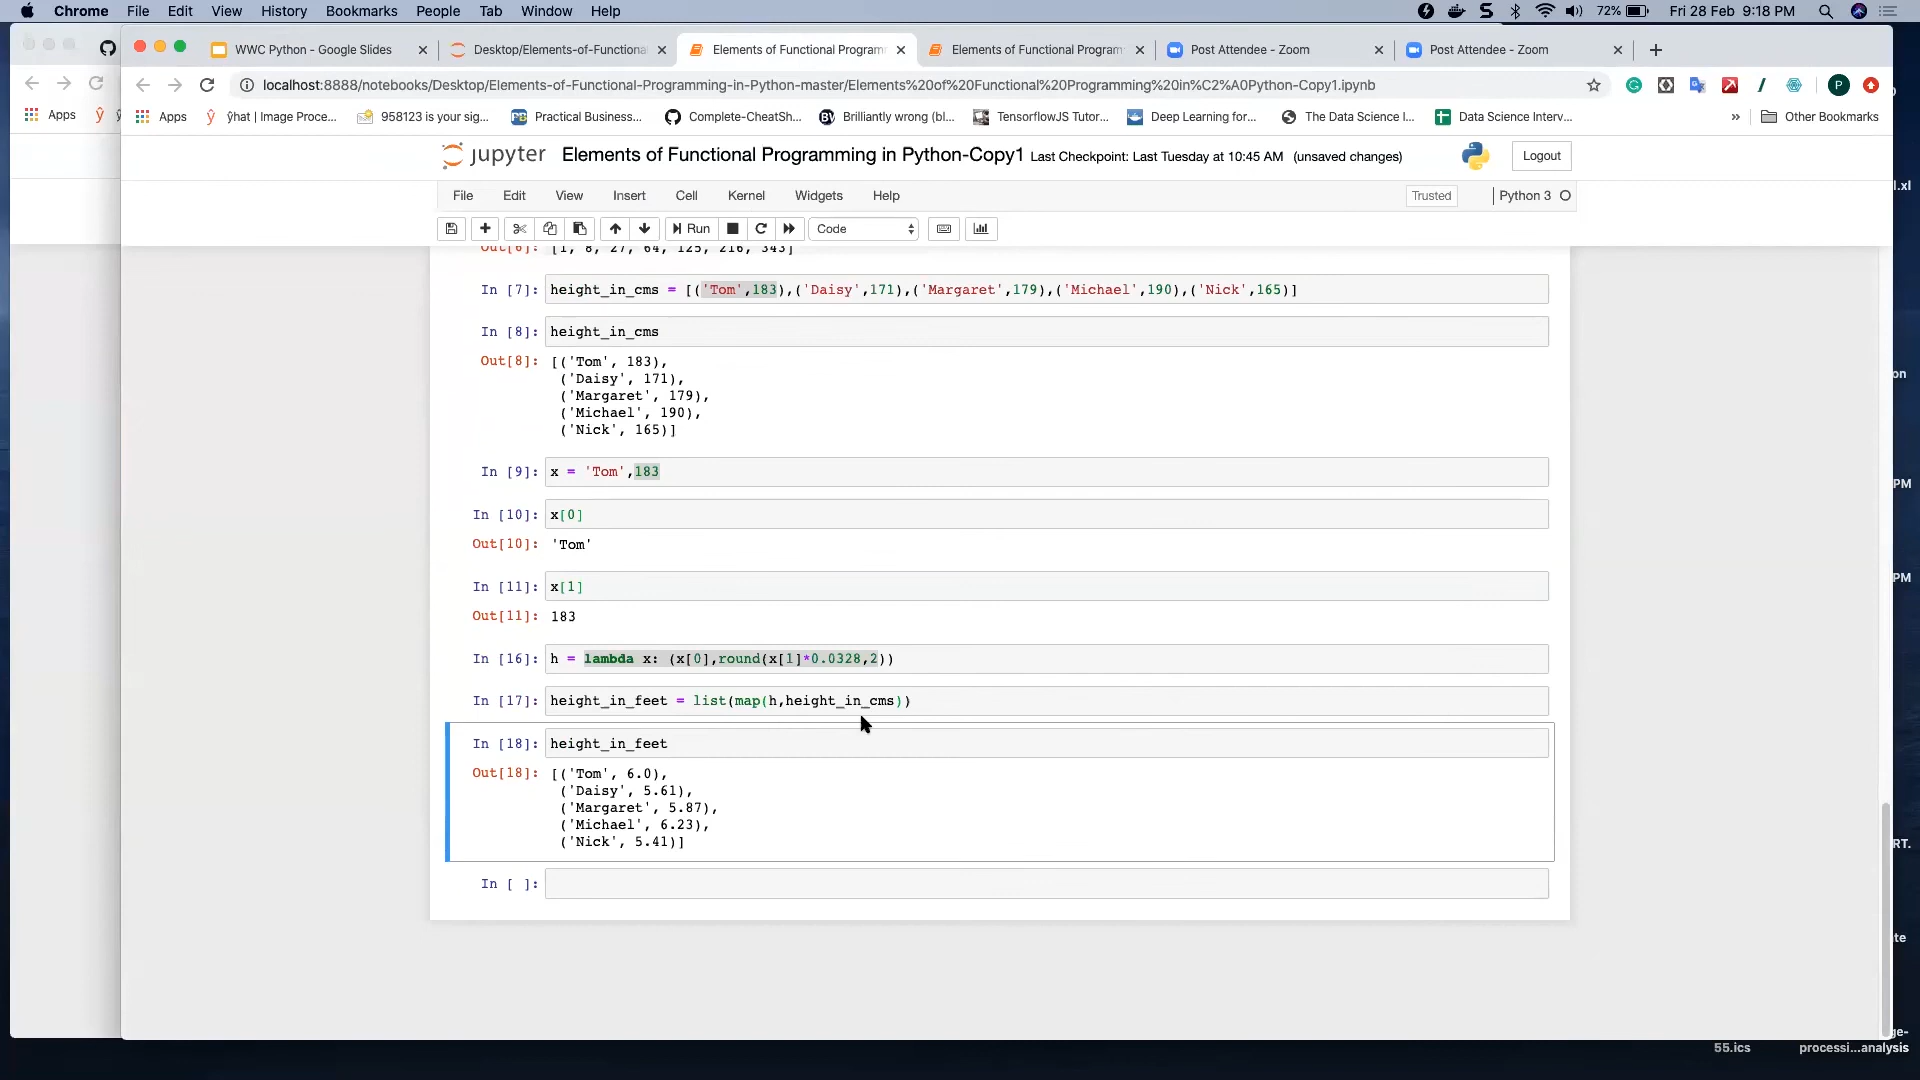 Chrome File Edit View History Bookmarks People Tab Window Help 72% Fri 28 Feb 9:18 PM
WWC Python - Google Slides Desktop/Elements-of-Functional Elements of Functional Program Elements of Functional Program Post Attendee - Zoom Post Attendee - Zoom
localhost:8888/notebooks/Desktop/Elements-of-Functional-Programming-in-Python-master/Elements%20of%20Functional%20Programming%20in%C2%A0Python-Copy1.ipynb
Apps Apps ŷhat | Image Proce... 958123 is your sig... Practical Business... Complete-CheatSh... Brilliantly wrong (bl... TensorflowJS Tutor... Deep Learning for... The Data Science I... Data Science Interv... » Other Bookmarks
jupyter Elements of Functional Programming in Python-Copy1 Last Checkpoint: Last Tuesday at 10:45 AM (unsaved changes) Logout
File Edit View Insert Cell Kernel Widgets Help Trusted Python 3
Run Code
Out[6]: [1, 8, 27, 64, 125, 216, 343]
In [7]: height_in_cms = [('Tom',183),('Daisy',171),('Margaret',179),('Michael',190),('Nick',165)]
In [8]: height_in_cms
Out[8]: [('Tom', 183),
('Daisy', 171),
('Margaret', 179),
('Michael', 190),
('Nick', 165)]
In [9]: x = 'Tom',183
In [10]: x[0]
Out[10]: 'Tom'
In [11]: x[1]
Out[11]: 183
In [16]: h = lambda x: (x[0],round(x[1]*0.0328,2))
In [17]: height_in_feet = list(map(h,height_in_cms))
In [18]: height_in_feet
Out[18]: [('Tom', 6.0),
('Daisy', 5.61),
('Margaret', 5.87),
('Michael', 6.23),
('Nick', 5.41)]
In [ ]:
55.ics processi...analysis